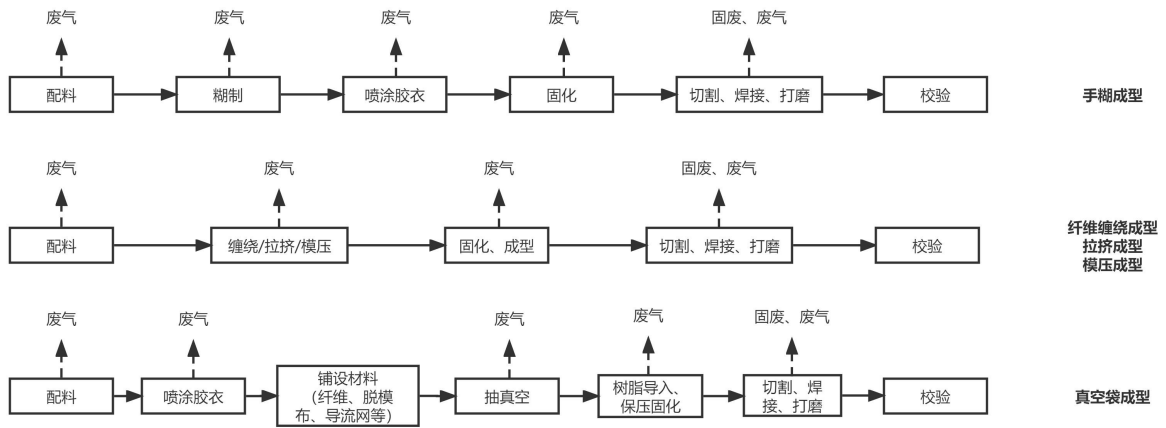 废气 废气 废气 废气 固废、废气
配料 糊制 喷涂胶衣 固化 切割、焊接、打磨 校验 手糊成型
废气 废气 废气 固废、废气
配料 缠绕/拉挤/模压 固化、成型 切割、焊接、打磨 校验
纤维缠绕成型
拉挤成型
模压成型
废气 废气 废气 废气 固废、废气
配料
喷涂胶衣
铺设材料
（纤维、脱模
布、导流网等）
抽真空
树脂导入、
保压固化
切割、焊
接、打磨
校验
真空袋成型